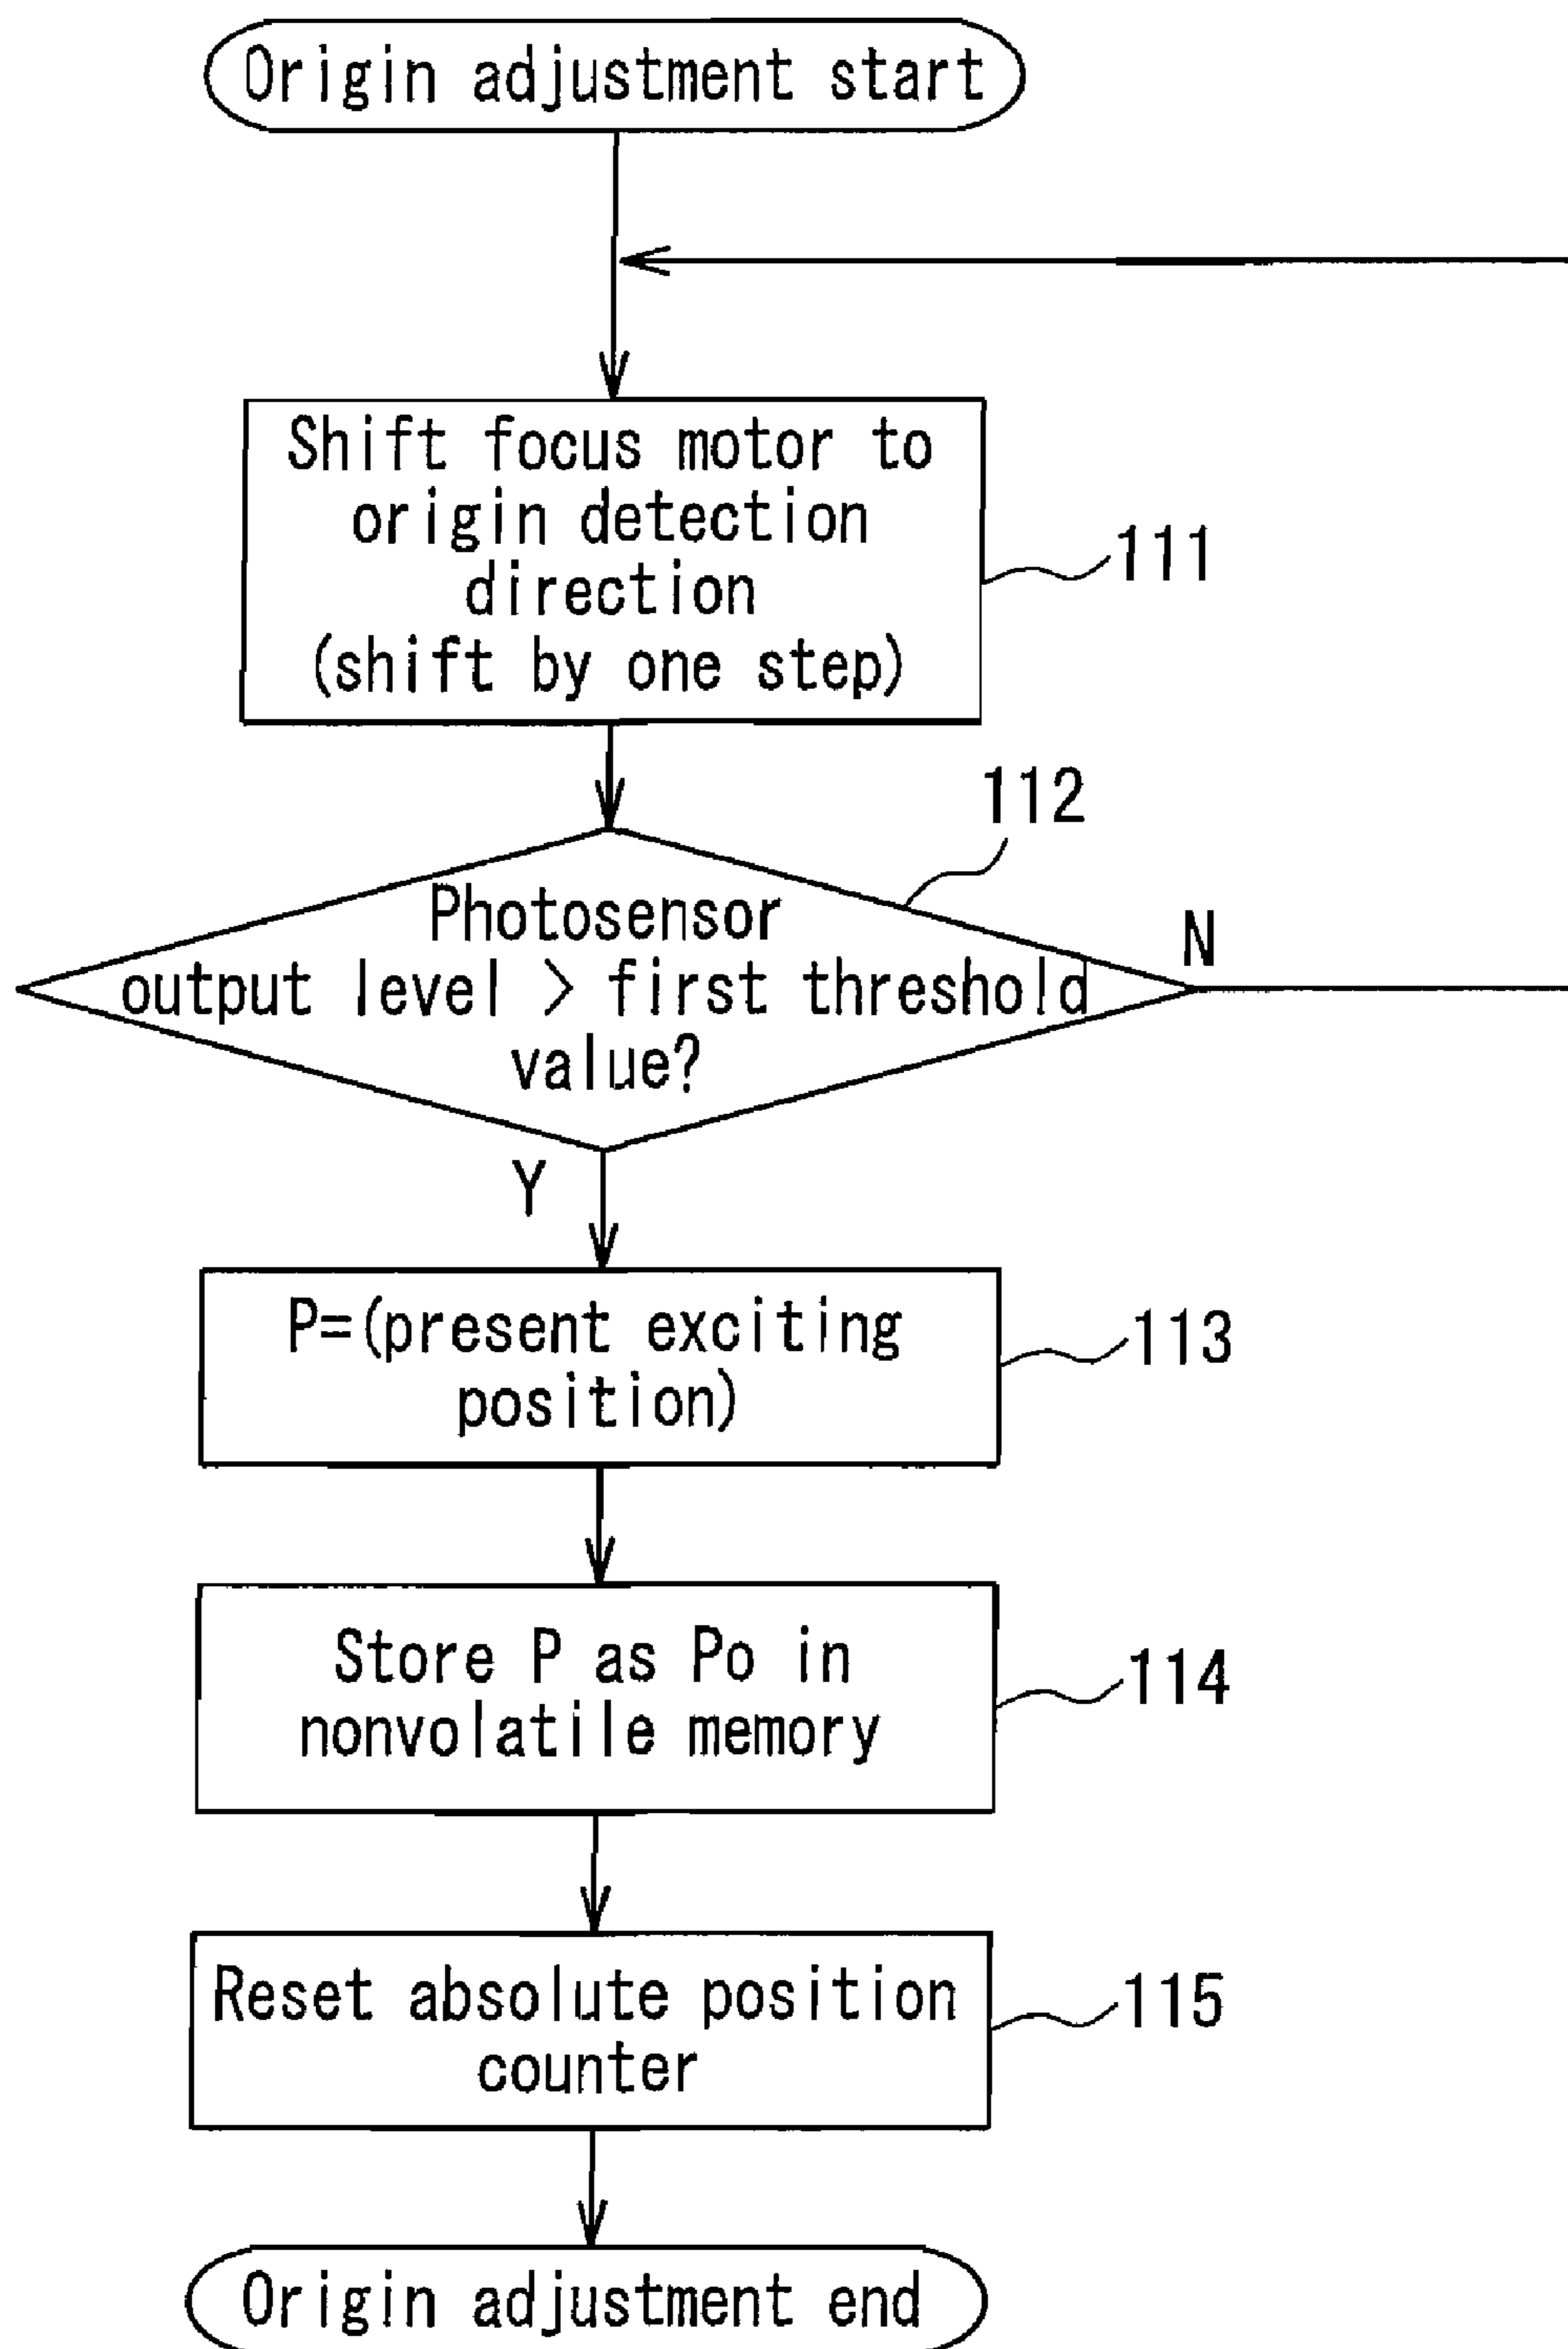 Origin adjustment start
Shift focus motor to
origin detection
direction
(shift by one step)
111
112
Photosensor
output level > first threshold
value?
N
Y
P=(present exciting
position)
113
Store P as Po in
nonvolatile memory
114
Reset absolute position
counter
115
Origin adjustment end